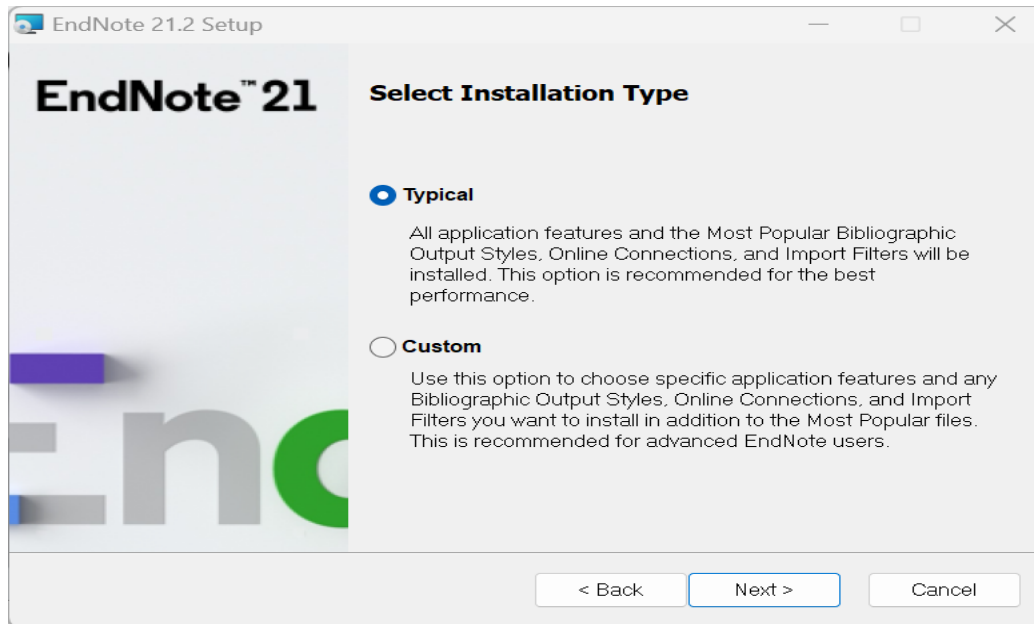 EndNote 21.2 Setup
EndNote™21
Select Installation Type
Typical
All application features and the Most Popular Bibliographic
Output Styles, Online Connections, and Import Filters will be
installed. This option is recommended for the best
performance.
Custom
Use this option to choose specific application features and any
Bibliographic Output Styles, Online Connections, and Import
Filters you want to install in addition to the Most Popular files.
This is recommended for advanced EndNote users.
< Back
Next >
Cancel